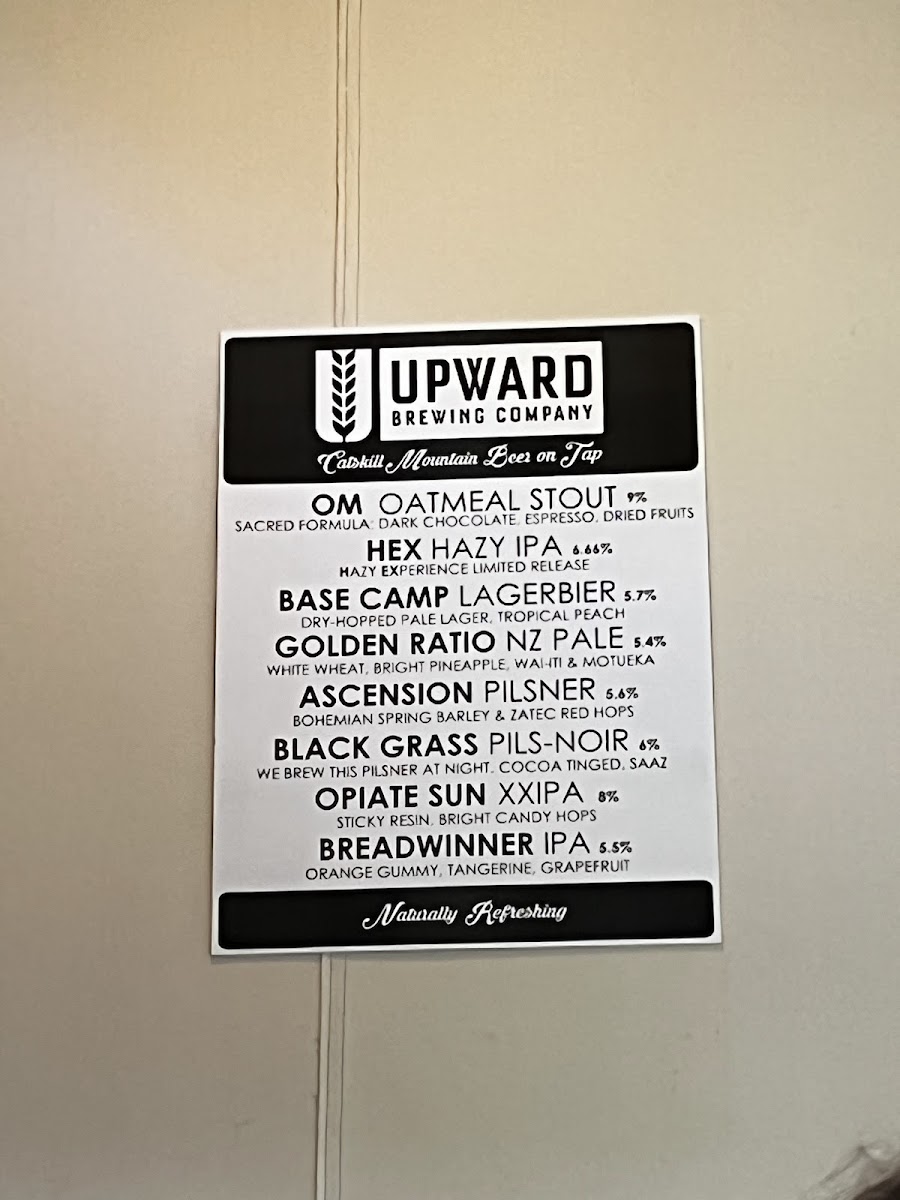 UPWARD
BREWING COMPANY
Catskill Mountain Beer on Tap
OM OATMEAL STOUT 9%
SACRED FORMULA: DARK CHOCOLATE, ESPRESSO, DRIED FRUITS
HEX HAZY IPA 6.66%
HAZY EXPERIENCE LIMITED RELEASE
BASE CAMP LAGERBIER 5.7%
DRY-HOPPED PALE LAGER, TROPICAL PEACH
GOLDEN RATIO NZ PALE 5.4%
WHITE WHEAT, BRIGHT PINEAPPLE, WAI-ITI & MOTUEKA
ASCENSION PILSNER 5.6%
BOHEMIAN SPRING BARLEY & ZATEC RED HOPS
BLACK GRASS PILS-NOIR 6%
WE BREW THIS PILSNER AT NIGHT. COCOA TINGED, SAAZ
OPIATE SUN XXIPA 8%
STICKY RESIN, BRIGHT CANDY HOPS
BREADWINNER IPA 5.5%
ORANGE GUMMY, TANGERINE, GRAPEFRUIT
Naturally Refreshing